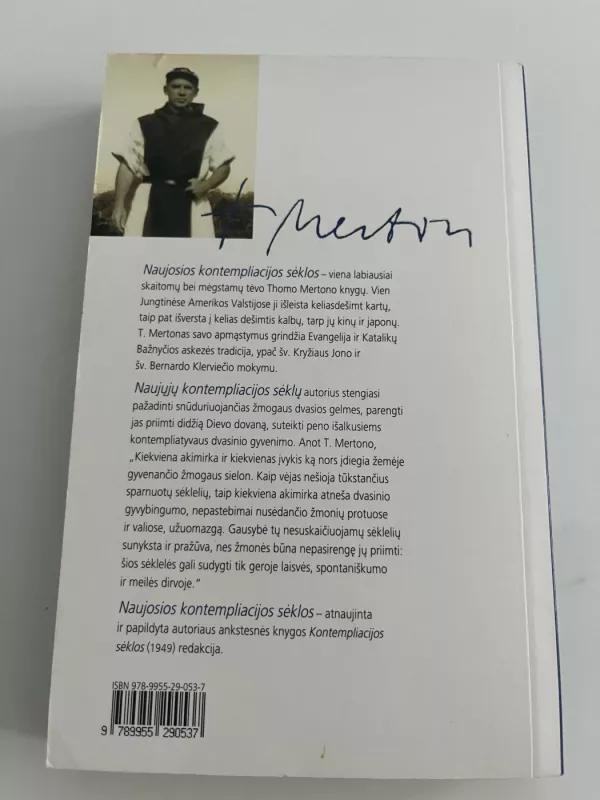 Merton
Naujosios kontempliacijos sėklos – viena labiausiai
skaitomų bei mėgstamų tėvo Thomo Mertono knygų. Vien
Jungtinėse Amerikos Valstijose ji išleista keliasdešimt kartų,
taip pat išversta į kelias dešimtis kalbų, tarp jų kinų ir japonų.
T. Mertonas savo apmąstymus grindžia Evangelija ir Katalikų
Bažnyčios askezės tradicija, ypač šv. Kryžiaus Jono ir
šv. Bernardo Klerviečio mokymu.
Naujųjų kontempliacijos sėklų autorius stengiasi
pažadinti snūduriuojančias žmogaus dvasios gelmes, parengti
jas priimti didžią Dievo dovaną, suteikti peno išalkusiems
kontempliatyvaus dvasinio gyvenimo. Anot T. Mertono,
„Kiekviena akimirka ir kiekvienas įvykis ką nors įdiegia žemėje
gyvenančio žmogaus sielon. Kaip vėjas nešioja tūkstančius
sparnuotų sėklelių, taip kiekviena akimirka atneša dvasinio
gyvybingumo, nepastebimai nusėdančio žmonių protuose
ir valiose, užuomazgą. Gausybė tų nesuskaičiuojamų sėklelių
sunyksta ir pražūva, nes žmonės būna nepasirengę jų priimti:
šios sėklelės gali sudygti tik geroje laisvės, spontaniškumo
ir meilės dirvoje.“
Naujosios kontempliacijos sėklos – atnaujinta
ir papildyta autoriaus ankstesnės knygos Kontempliacijos
sėklos (1949) redakcija.
ISBN 978-9955-29-053-7
9 789955 290537